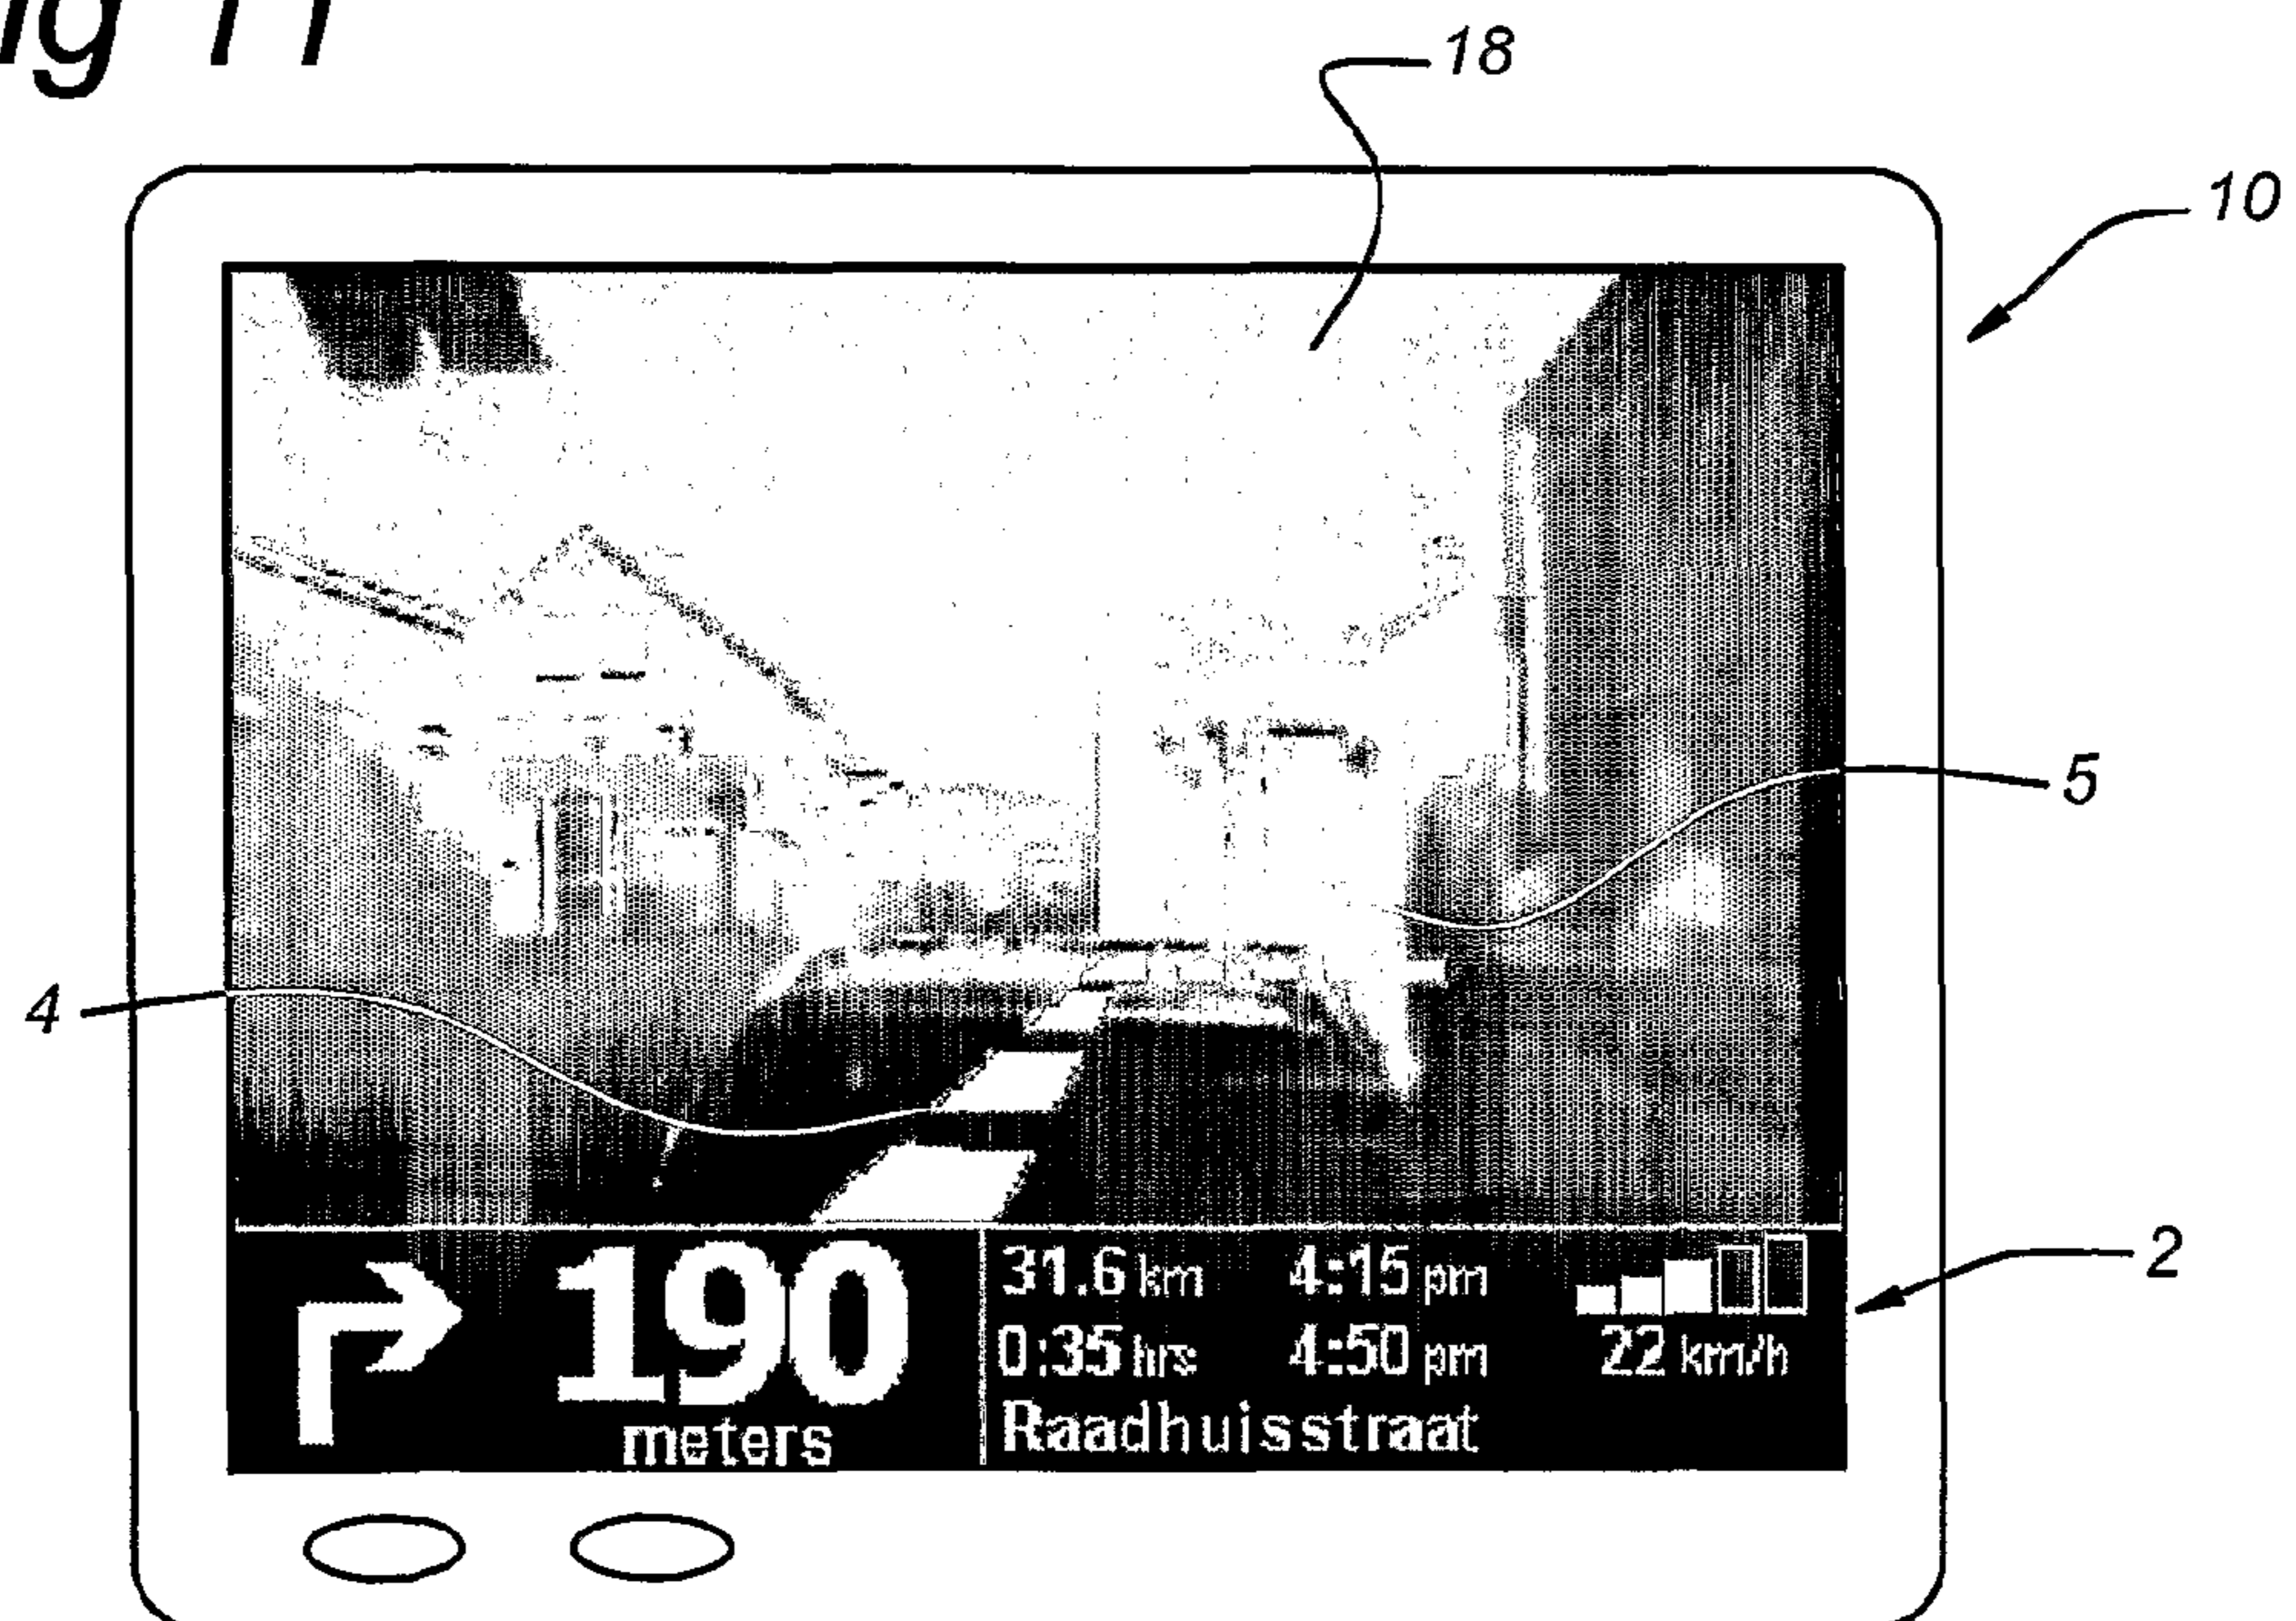 ig 11
18
10
5
4
2
190
meters
31.6 km 4:15 pm
0:35 hrs 4:50 pm
22 km/h
Raadhuisstraat